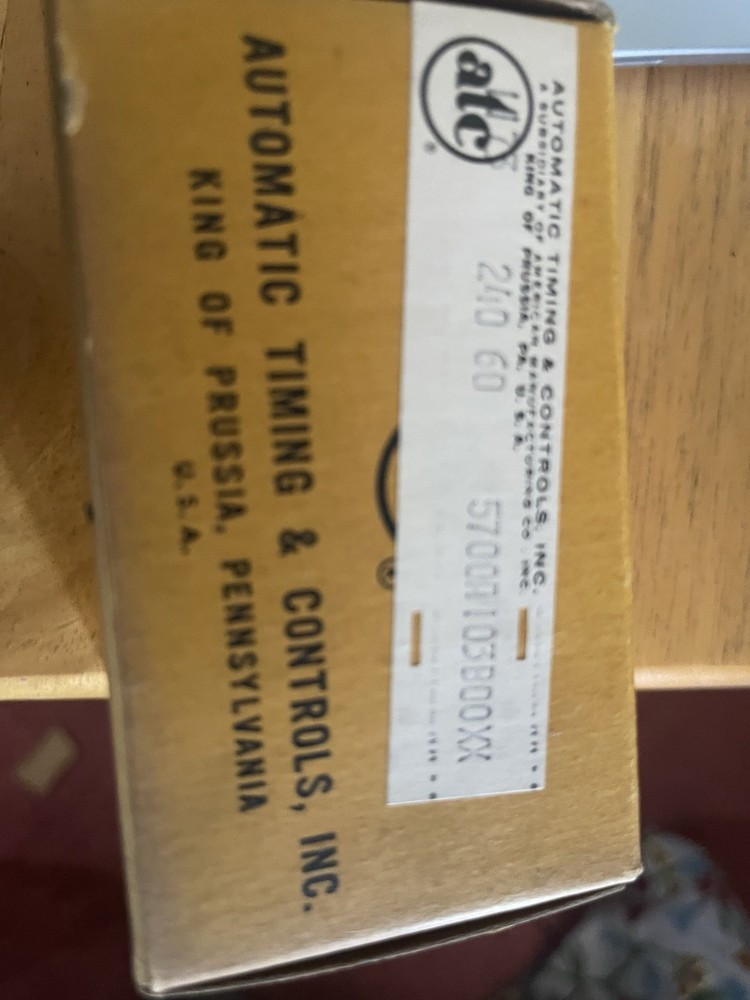 atc
®
AUTOMATIC TIMING & CONTROLS, INC.
A SUBSIDIARY OF AMERICAN MANUFACTURING CO. INC.
KING OF PRUSSIA, PA. U.S.A.
240 60
®
AUTOMATIC TIMING & CONTROLS, INC.
KING OF PRUSSIA, PENNSYLVANIA
U.S.A.